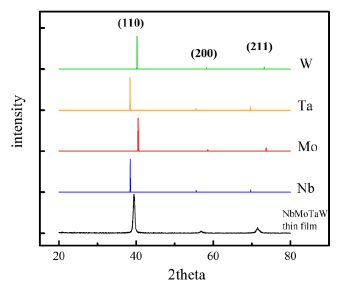 (110)
(200)
(211)
W
Ta
Mo
Nb
NbMoTaW
thin film
intensity
20
40
60
80
2theta